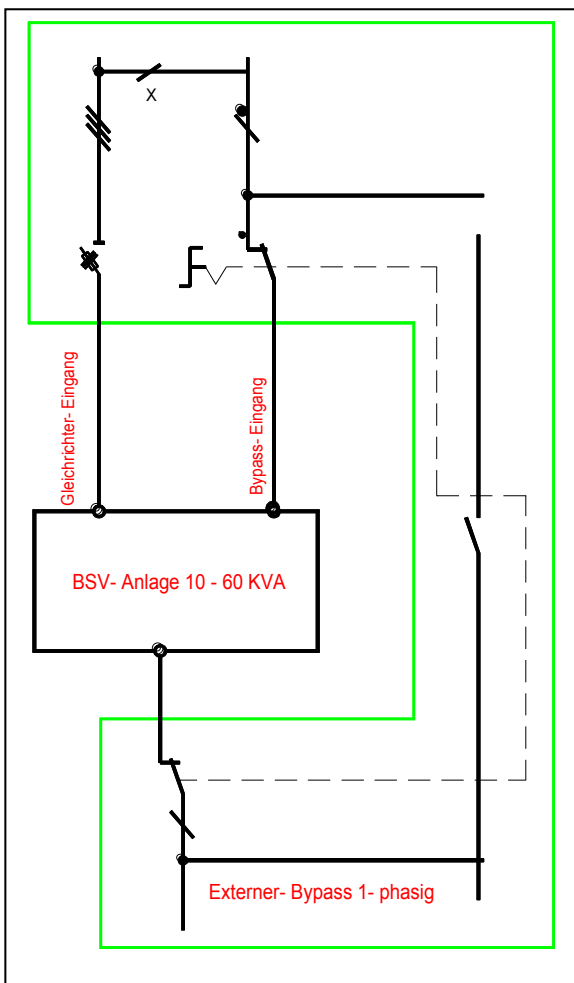 X
Gleichrichter- Eingang
Bypass- Eingang
BSV- Anlage 10 - 60 KVA
Externer- Bypass 1- phasig